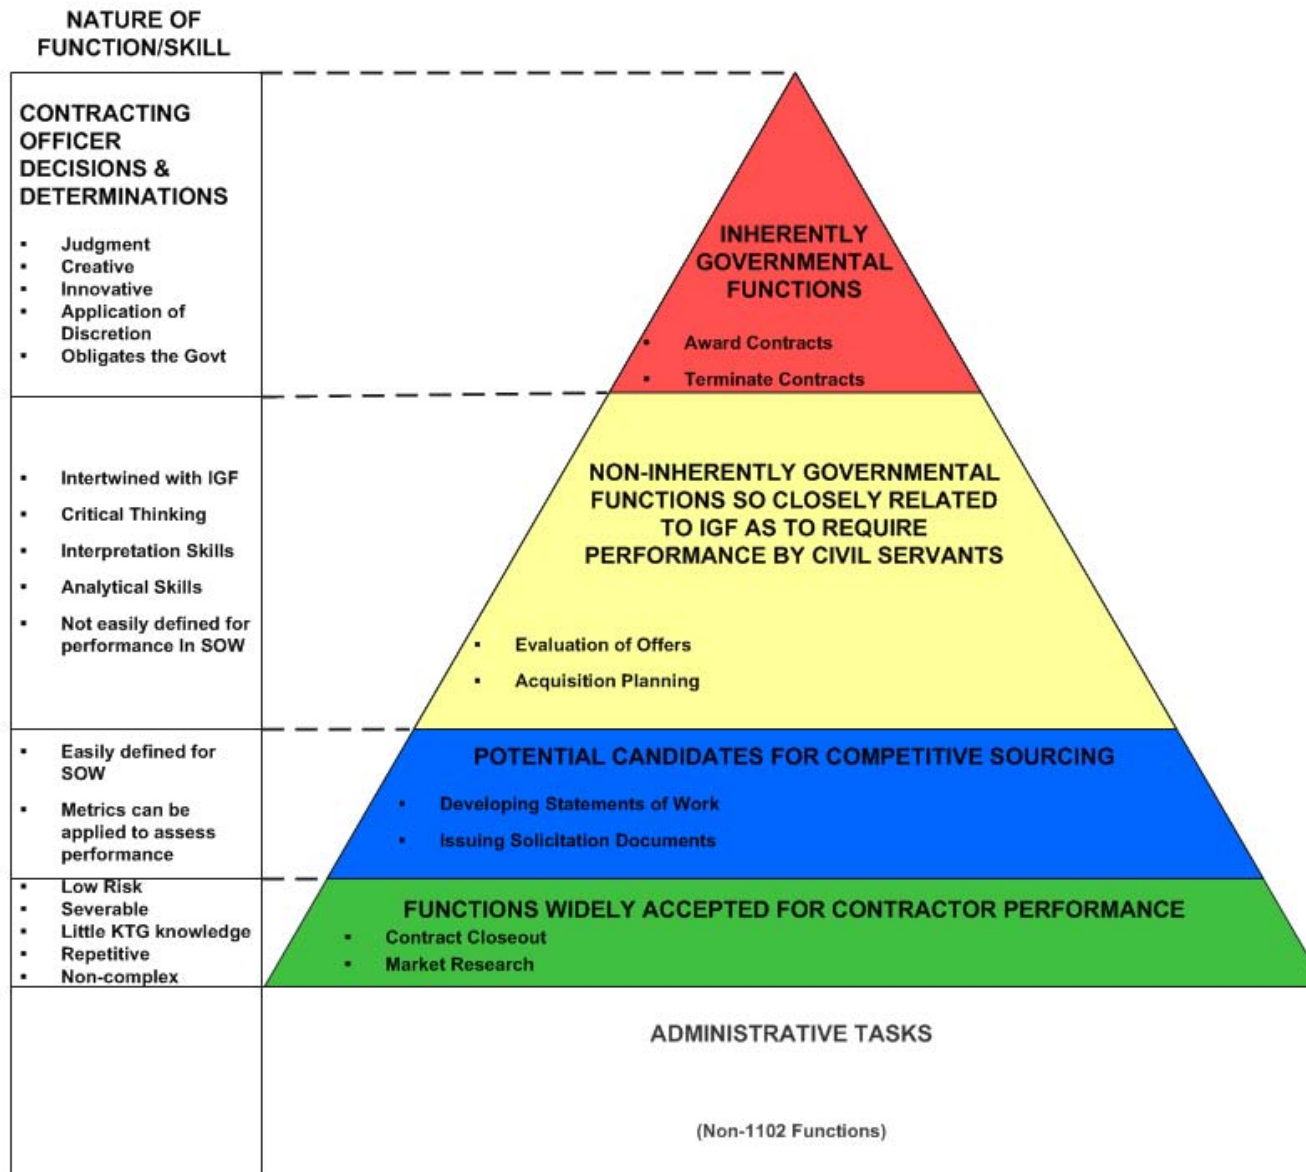 NATURE OF
FUNCTION/SKILL
CONTRACTING
OFFICER
DECISIONS &
DETERMINATIONS
▪ Judgment
▪ Creative
▪ Innovative
▪ Application of
Discretion
▪ Obligates the Govt
INHERENTLY
GOVERNMENTAL
FUNCTIONS
▪ Award Contracts
▪ Terminate Contracts
▪ Intertwined with IGF
▪ Critical Thinking
▪ Interpretation Skills
▪ Analytical Skills
▪ Not easily defined for
performance In SOW
NON-INHERENTLY GOVERNMENTAL
FUNCTIONS SO CLOSELY RELATED
TO IGF AS TO REQUIRE
PERFORMANCE BY CIVIL SERVANTS
▪ Evaluation of Offers
▪ Acquisition Planning
▪ Easily defined for
SOW
▪ Metrics can be
applied to assess
performance
POTENTIAL CANDIDATES FOR COMPETITIVE SOURCING
▪ Developing Statements of Work
▪ Issuing Solicitation Documents
▪ Low Risk
▪ Severable
▪ Little KTG knowledge
▪ Repetitive
▪ Non-complex
FUNCTIONS WIDELY ACCEPTED FOR CONTRACTOR PERFORMANCE
▪ Contract Closeout
▪ Market Research
ADMINISTRATIVE TASKS
(Non-1102 Functions)